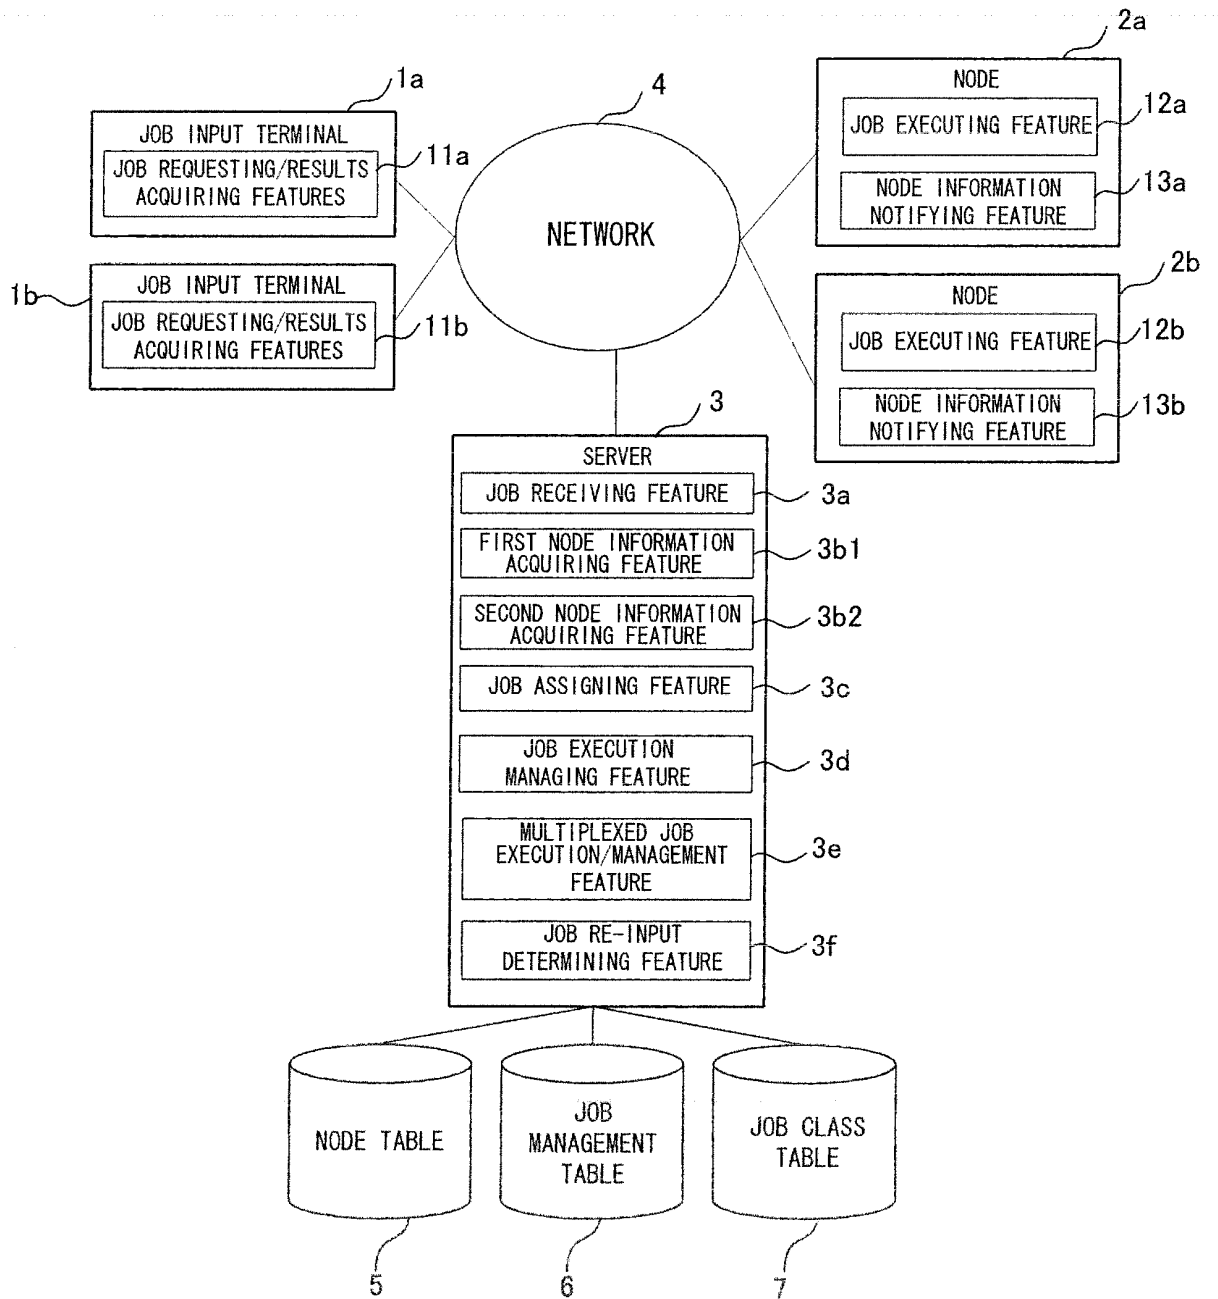 1a
JOB INPUT TERMINAL
JOB REQUESTING/RESULTS
ACQUIRING FEATURES
11a
1b
JOB INPUT TERMINAL
JOB REQUESTING/RESULTS
ACQUIRING FEATURES
11b
4
NETWORK
2a
NODE
JOB EXECUTING FEATURE
12a
NODE INFORMATION
NOTIFYING FEATURE
13a
2b
NODE
JOB EXECUTING FEATURE
12b
NODE INFORMATION
NOTIFYING FEATURE
13b
3
SERVER
JOB RECEIVING FEATURE
3a
FIRST NODE INFORMATION
ACQUIRING FEATURE
3b1
SECOND NODE INFORMATION
ACQUIRING FEATURE
3b2
JOB ASSIGNING FEATURE
3c
JOB EXECUTION
MANAGING FEATURE
3d
MULTIPLEXED JOB
EXECUTION/MANAGEMENT
FEATURE
3e
JOB RE-INPUT
DETERMINING FEATURE
3f
NODE TABLE
5
JOB
MANAGEMENT
TABLE
6
JOB CLASS
TABLE
7